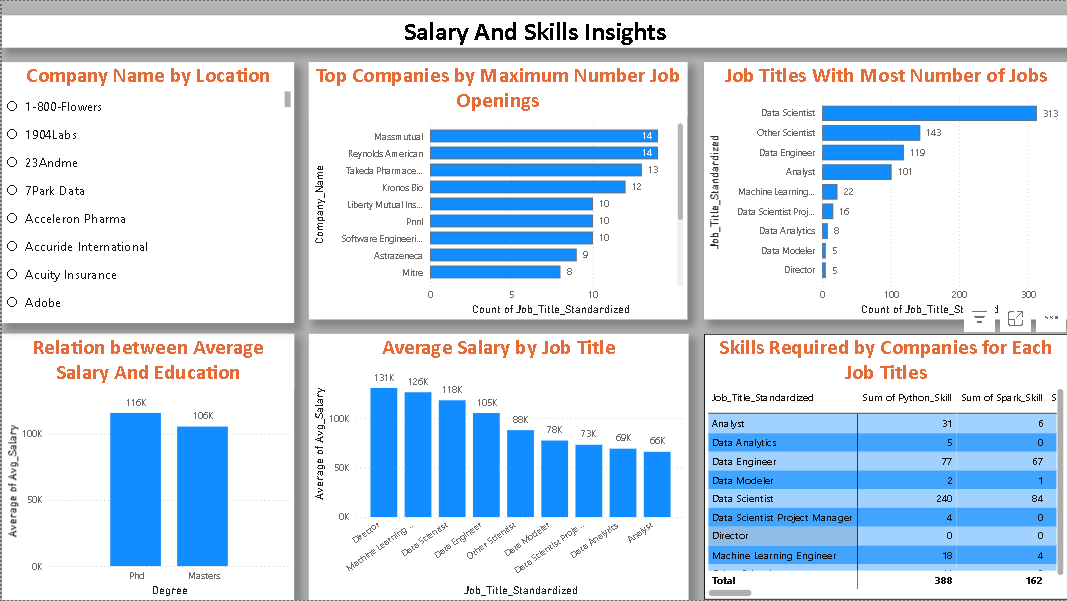 Salary And Skills Insights
Company Name by Location
1-800-Flowers
1904Labs
23Andme
7Park Data
Acceleron Pharma
Accuride International
Acuity Insurance
Adobe
Top Companies by Maximum Number Job
Openings
Company_Name
Massmutual 14
Reynolds American 14
Takeda Pharmace... 13
Kronos Bio 12
Liberty Mutual Ins... 10
Pnnl 10
Software Engineeri... 10
Astrazeneca 9
Mitre 8
0 5 10
Count of Job_Title_Standardized
Job Titles With Most Number of Jobs
Job_Title_Standardized
Data Scientist 313
Other Scientist 143
Data Engineer 119
Analyst 101
Machine Learning... 22
Data Scientist Proj... 16
Data Analytics 8
Data Modeler 5
Director 5
0 100 200 300
Count of Job_Title_St
Relation between Average
Salary And Education
Average of Avg_Salary
116K 106K
100K
50K
0K
Phd Masters
Degree
Average Salary by Job Title
Average of Avg_Salary
131K 126K 118K 105K 88K 78K 73K 69K 66K
100K
50K
0K
Director Machine Learning ... Data Scientist Data Engineer Other Scientist Data Modeler Data Scientist Proje... Data Analytics Analyst
Job_Title_Standardized
Skills Required by Companies for Each
Job Titles
Job_Title_Standardized Sum of Python_Skill Sum of Spark_Skill S
Analyst 31 6
Data Analytics 5 0
Data Engineer 77 67
Data Modeler 2 1
Data Scientist 240 84
Data Scientist Project Manager 4 0
Director 0 0
Machine Learning Engineer 18 4
Total 388 162